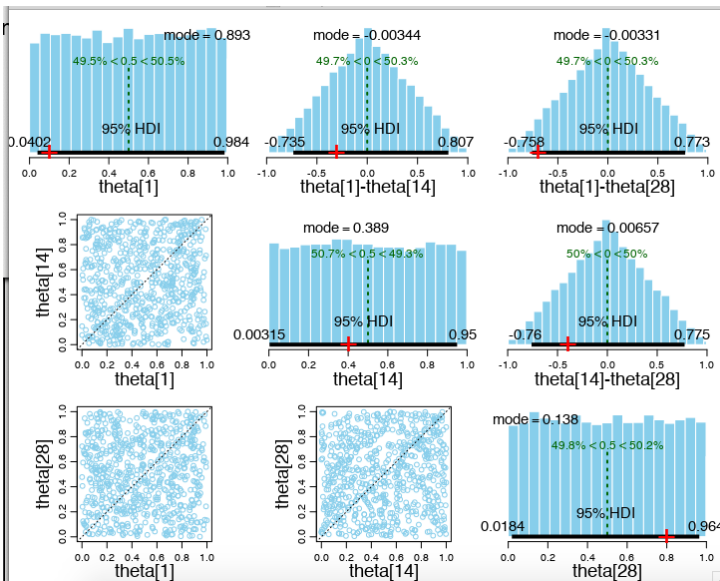 mode = 0.893
49.5% < 0.5 < 50.5%
95% HDI
0.0402 0.984
0.0 0.2 0.4 0.6 0.8 1.0
theta[1]
mode = -0.00344
49.7% < 0 < 50.3%
95% HDI
-0.735 0.807
-1.0 -0.5 0.0 0.5 1.0
theta[1]-theta[14]
mode = -0.00331
49.7% < 0 < 50.3%
95% HDI
-0.758 0.773
-1.0 -0.5 0.0 0.5 1.0
theta[1]-theta[28]
theta[14]
0.0 0.2 0.4 0.6 0.8 1.0
0.0 0.2 0.4 0.6 0.8 1.0
theta[1]
mode = 0.389
50.7% < 0.5 < 49.3%
95% HDI
0.00315 0.95
0.0 0.2 0.4 0.6 0.8 1.0
theta[14]
mode = 0.00657
50% < 0 < 50%
95% HDI
-0.76 0.775
-1.0 -0.5 0.0 0.5 1.0
theta[14]-theta[28]
theta[28]
0.0 0.2 0.4 0.6 0.8 1.0
0.0 0.2 0.4 0.6 0.8 1.0
theta[1]
theta[28]
0.0 0.2 0.4 0.6 0.8 1.0
0.0 0.2 0.4 0.6 0.8 1.0
theta[14]
mode = 0.138
49.8% < 0.5 < 50.2%
95% HDI
0.0184 0.964
0.0 0.2 0.4 0.6 0.8 1.0
theta[28]